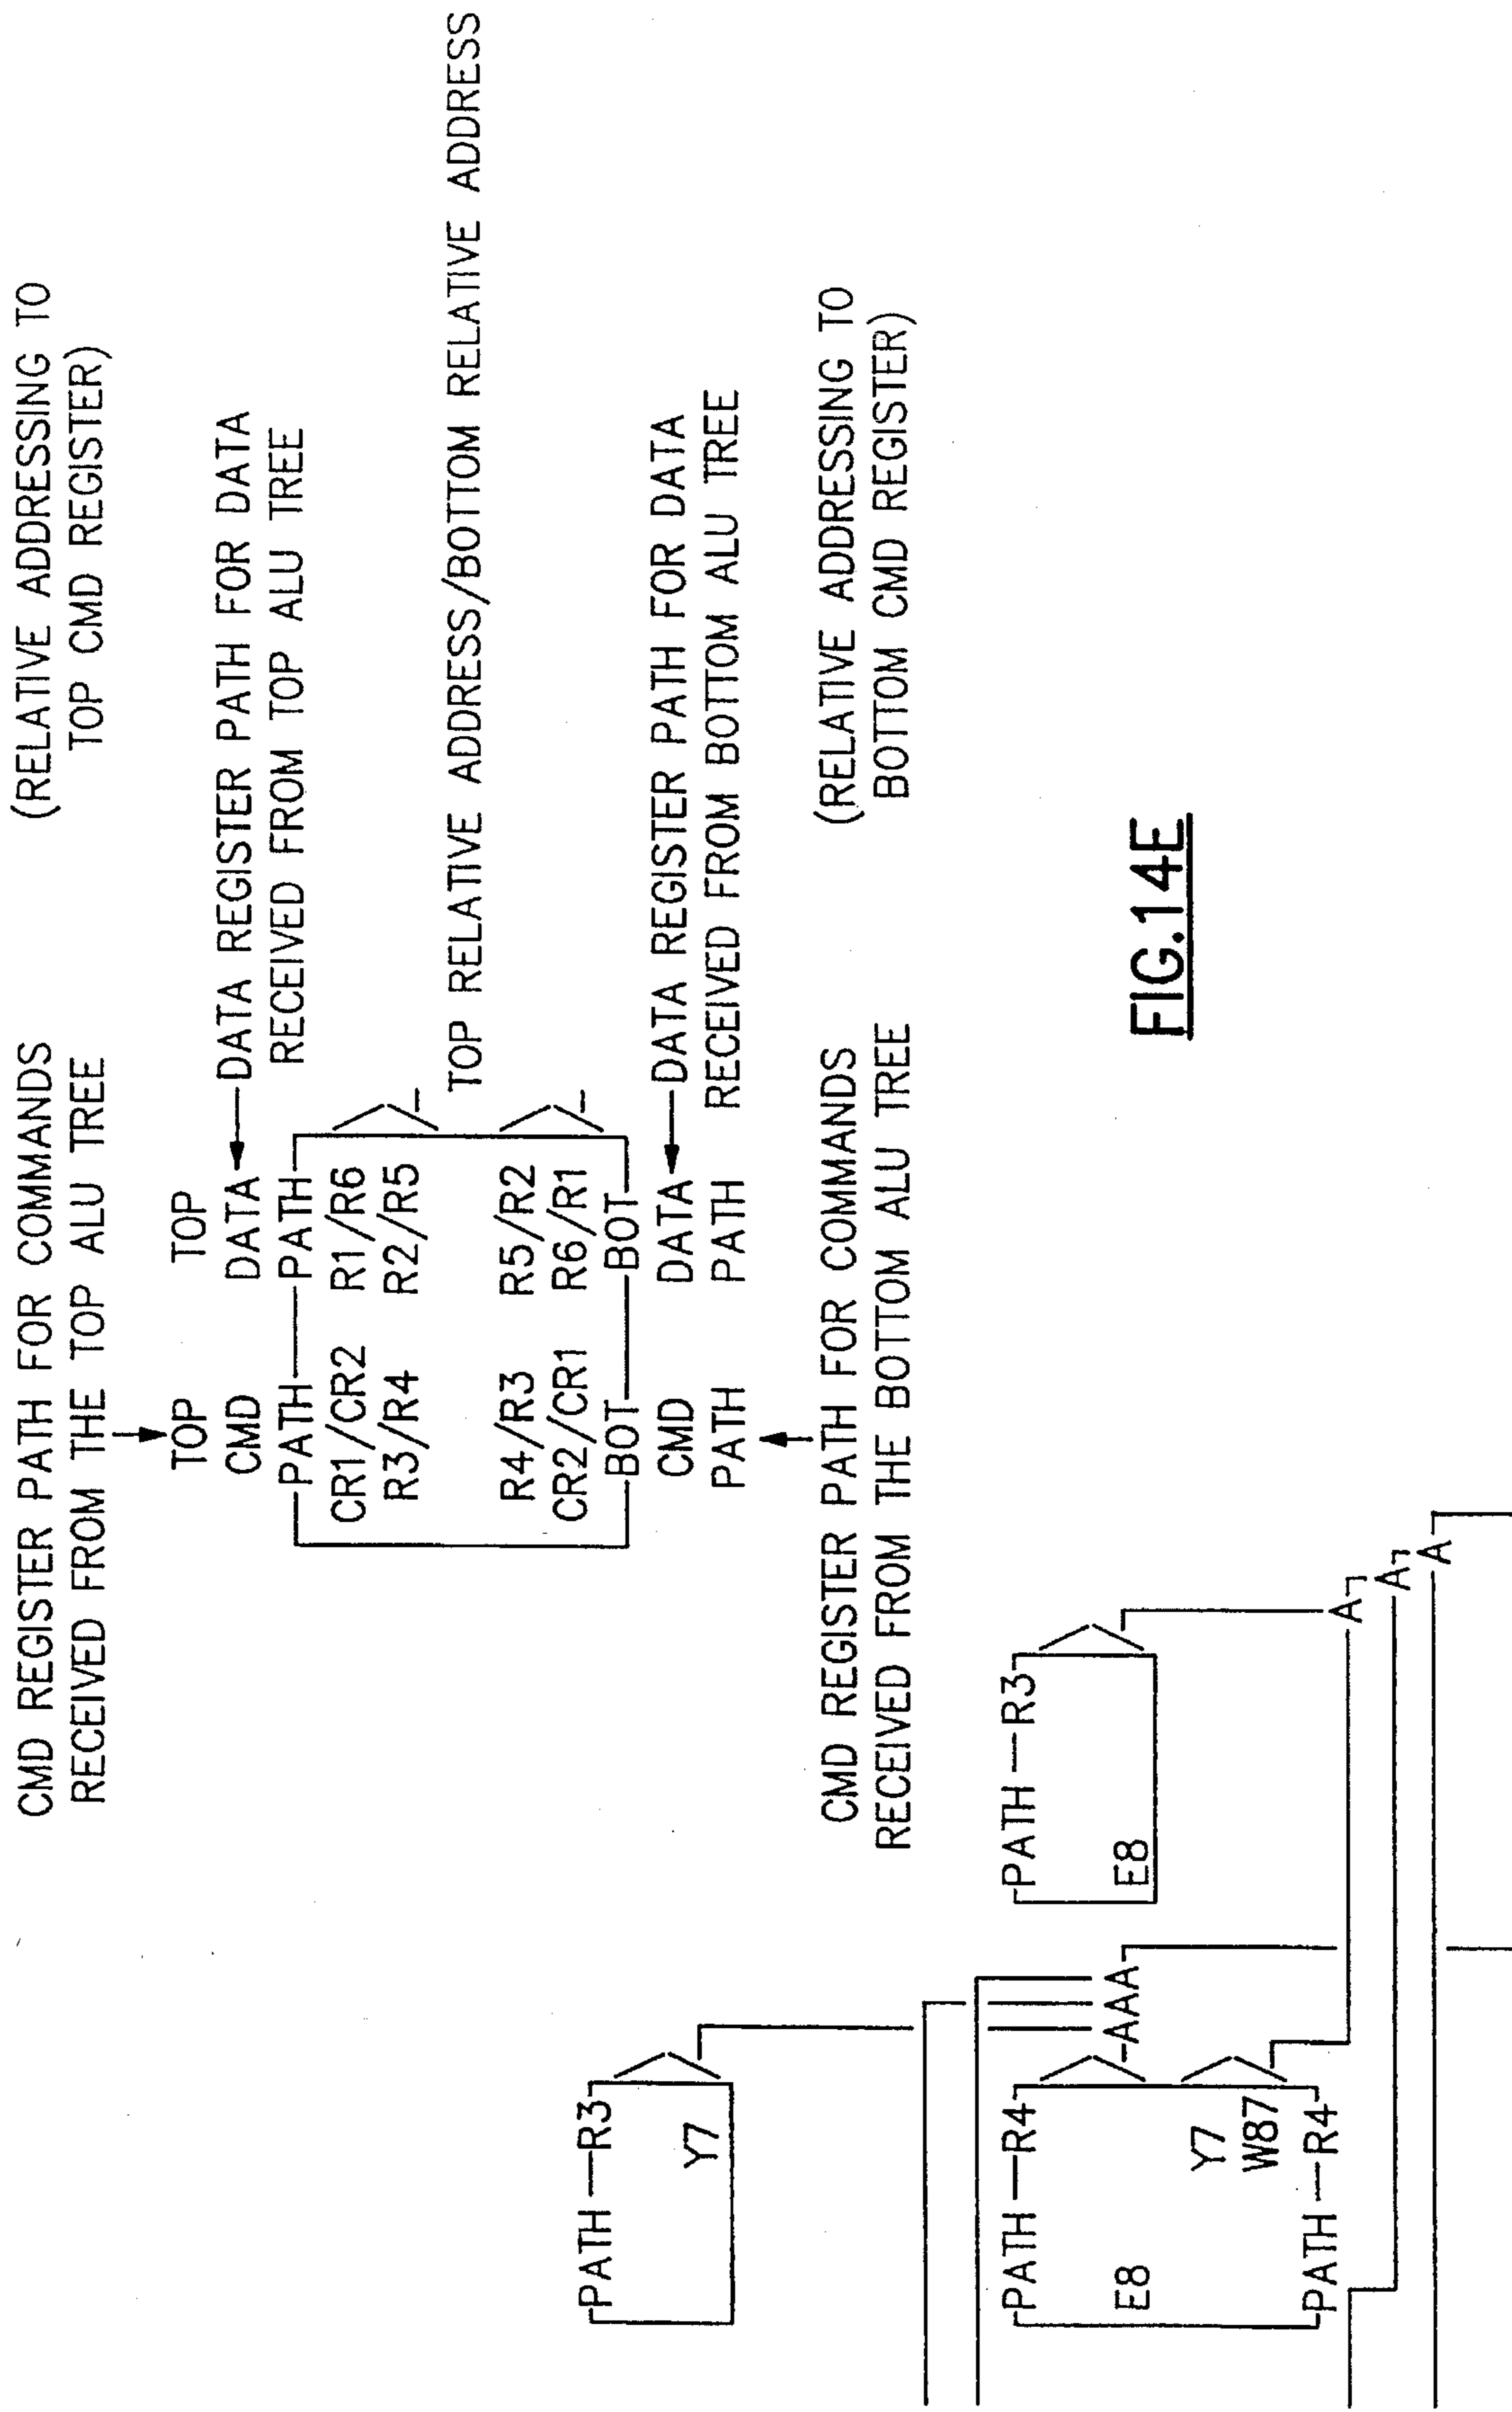 CMD REGISTER PATH FOR COMMANDS
RECEIVED FROM THE TOP ALU TREE
(RELATIVE ADDRESSING TO
TOP CMD REGISTER)
TOP TOP
CMD DATA
DATA REGISTER PATH FOR DATA
RECEIVED FROM TOP ALU TREE
PATH PATH
CR1/CR2 R1/R6
R3/R4 R2/R5
TOP RELATIVE ADDRESS/BOTTOM RELATIVE ADDRESS
R4/R3 R5/R2
CR2/CR1 R6/R1
BOT BOT
CMD DATA
PATH PATH
DATA REGISTER PATH FOR DATA
RECEIVED FROM BOTTOM ALU TREE
CMD REGISTER PATH FOR COMMANDS
RECEIVED FROM THE BOTTOM ALU TREE
(RELATIVE ADDRESSING TO
BOTTOM CMD REGISTER)
PATH—R3
Y7
PATH—R4
E8
AAA
Y7
W87
PATH—R4
PATH—R3
E8
A
A
A
FIG.14E